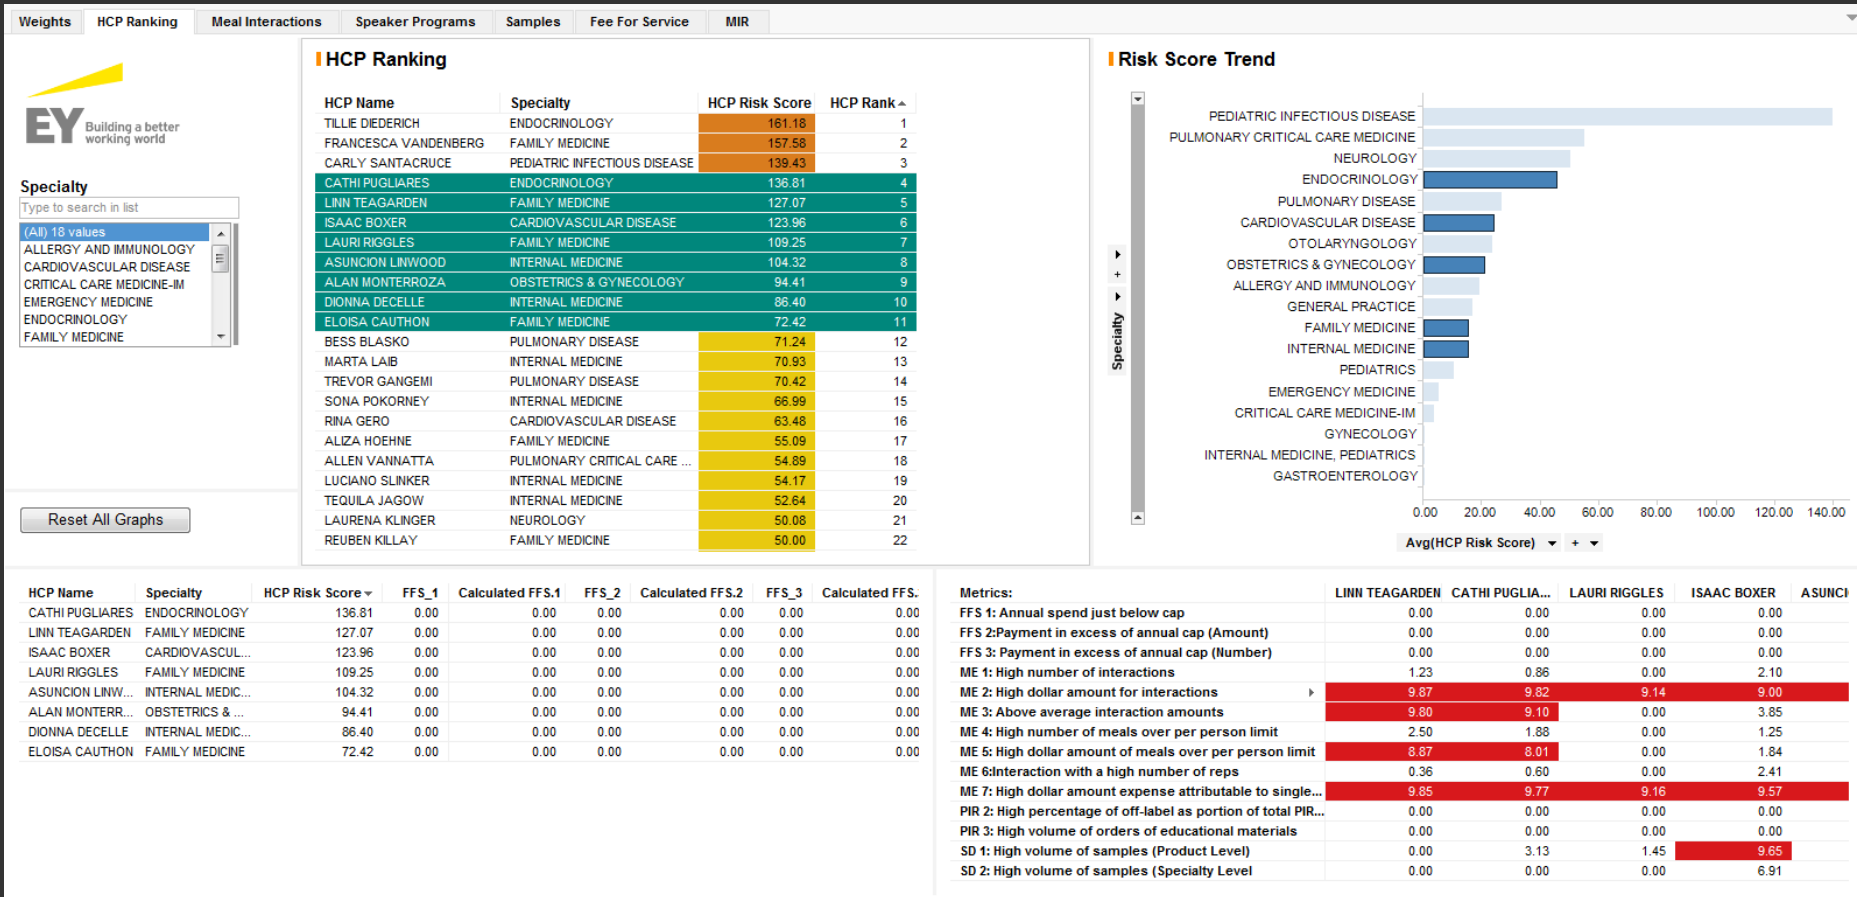 Weights HCP Ranking Meal Interactions Speaker Programs Samples Fee For Service MIR
EY Building a better
working world
Specialty
Type to search in list
(All) 18 values
ALLERGY AND IMMUNOLOGY
CARDIOVASCULAR DISEASE
CRITICAL CARE MEDICINE-IM
EMERGENCY MEDICINE
ENDOCRINOLOGY
FAMILY MEDICINE
Reset All Graphs
HCP Ranking
HCP Name Specialty HCP Risk Score HCP Rank
TILLIE DIEDERICH ENDOCRINOLOGY 161.18 1
FRANCESCA VANDENBERG FAMILY MEDICINE 157.58 2
CARLY SANTACRUCE PEDIATRIC INFECTIOUS DISEASE 139.43 3
CATHI PUGLIARES ENDOCRINOLOGY 136.81 4
LINN TEAGARDEN FAMILY MEDICINE 127.07 5
ISAAC BOXER CARDIOVASCULAR DISEASE 123.96 6
LAURI RIGGLES FAMILY MEDICINE 109.25 7
ASUNCION LINWOOD INTERNAL MEDICINE 104.32 8
ALAN MONTERROZA OBSTETRICS & GYNECOLOGY 94.41 9
DIONNA DECELLE INTERNAL MEDICINE 86.40 10
ELOISA CAUTHON FAMILY MEDICINE 72.42 11
BESS BLASKO PULMONARY DISEASE 71.24 12
MARTA LAIB INTERNAL MEDICINE 70.93 13
TREVOR GANGEMI PULMONARY DISEASE 70.42 14
SONA POKORNEY INTERNAL MEDICINE 66.99 15
RINA GERO CARDIOVASCULAR DISEASE 63.48 16
ALIZA HOEHNE FAMILY MEDICINE 55.09 17
ALLEN VANNATTA PULMONARY CRITICAL CARE ... 54.89 18
LUCIANO SLINKER INTERNAL MEDICINE 54.17 19
TEQUILA JAGOW INTERNAL MEDICINE 52.64 20
LAURENA KLINGER NEUROLOGY 50.08 21
REUBEN KILLAY FAMILY MEDICINE 50.00 22
Risk Score Trend
Specialty
PEDIATRIC INFECTIOUS DISEASE
PULMONARY CRITICAL CARE MEDICINE
NEUROLOGY
ENDOCRINOLOGY
PULMONARY DISEASE
CARDIOVASCULAR DISEASE
OTOLARYNGOLOGY
OBSTETRICS & GYNECOLOGY
ALLERGY AND IMMUNOLOGY
GENERAL PRACTICE
FAMILY MEDICINE
INTERNAL MEDICINE
PEDIATRICS
EMERGENCY MEDICINE
CRITICAL CARE MEDICINE-IM
GYNECOLOGY
INTERNAL MEDICINE, PEDIATRICS
GASTROENTEROLOGY
0.00 20.00 40.00 60.00 80.00 100.00 120.00 140.00
Avg(HCP Risk Score) +
HCP Name Specialty HCP Risk Score FFS_1 Calculated FFS.1 FFS_2 Calculated FFS.2 FFS_3 Calculated FFS.
CATHI PUGLIARES ENDOCRINOLOGY 136.81 0.00 0.00 0.00 0.00 0.00 0.00
LINN TEAGARDEN FAMILY MEDICINE 127.07 0.00 0.00 0.00 0.00 0.00 0.00
ISAAC BOXER CARDIOVASCUL... 123.96 0.00 0.00 0.00 0.00 0.00 0.00
LAURI RIGGLES FAMILY MEDICINE 109.25 0.00 0.00 0.00 0.00 0.00 0.00
ASUNCION LINW... INTERNAL MEDIC... 104.32 0.00 0.00 0.00 0.00 0.00 0.00
ALAN MONTERR... OBSTETRICS & ... 94.41 0.00 0.00 0.00 0.00 0.00 0.00
DIONNA DECELLE INTERNAL MEDIC... 86.40 0.00 0.00 0.00 0.00 0.00 0.00
ELOISA CAUTHON FAMILY MEDICINE 72.42 0.00 0.00 0.00 0.00 0.00 0.00
Metrics: LINN TEAGARDEN CATHI PUGLIA... LAURI RIGGLES ISAAC BOXER ASUNCI
FFS 1: Annual spend just below cap 0.00 0.00 0.00 0.00
FFS 2:Payment in excess of annual cap (Amount) 0.00 0.00 0.00 0.00
FFS 3: Payment in excess of annual cap (Number) 0.00 0.00 0.00 0.00
ME 1: High number of interactions 1.23 0.86 0.00 2.10
ME 2: High dollar amount for interactions 9.87 9.82 9.14 9.00
ME 3: Above average interaction amounts 9.80 9.10 0.00 3.85
ME 4: High number of meals over per person limit 2.50 1.88 0.00 1.25
ME 5: High dollar amount of meals over per person limit 8.87 8.01 0.00 1.84
ME 6:Interaction with a high number of reps 0.36 0.60 0.00 2.41
ME 7: High dollar amount expense attributable to single... 9.85 9.77 9.16 9.57
PIR 2: High percentage of off-label as portion of total PIR... 0.00 0.00 0.00 0.00
PIR 3: High volume of orders of educational materials 0.00 0.00 0.00 0.00
SD 1: High volume of samples (Product Level) 0.00 3.13 1.45 9.65
SD 2: High volume of samples (Specialty Level 0.00 0.00 0.00 6.91